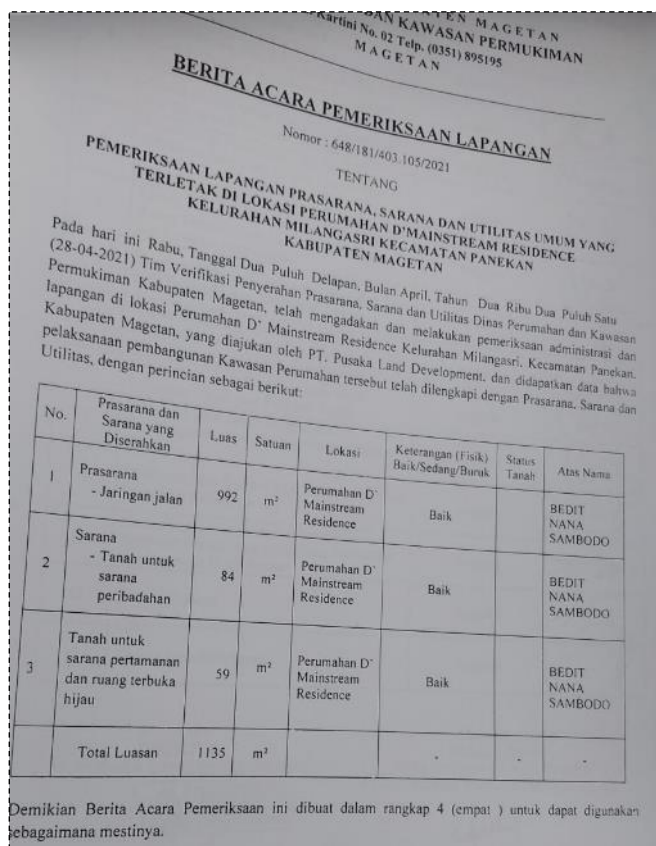 TEN MAGETAN
DAN KAWASAN PERMUKIMAN
Kartini No. 02 Telp. (0351) 895195
MAGETAN
BERITA ACARA PEMERIKSAAN LAPANGAN
Nomor : 648/181/403.105/2021
TENTANG
PEMERIKSAAN LAPANGAN PRASARANA, SARANA DAN UTILITAS UMUM YANG
TERLETAK DI LOKASI PERUMAHAN D'MAINSTREAM RESIDENCE
KELURAHAN MILANGASRI KECAMATAN PANEKAN
KABUPATEN MAGETAN
Pada hari ini Rabu, Tanggal Dua Puluh Delapan, Bulan April, Tahun Dua Ribu Dua Puluh Satu
(28-04-2021) Tim Verifikasi Penyerahan Prasarana, Sarana dan Utilitas Dinas Perumahan dan Kawasan
Permukiman Kabupaten Magetan, telah mengadakan dan melakukan pemeriksaan administrasi dan
lapangan di lokasi Perumahan D' Mainstream Residence Kelurahan Milangasri, Kecamatan Panekan,
Kabupaten Magetan, yang diajukan oleh PT. Pusaka Land Development, dan didapatkan data bahwa
pelaksanaan pembangunan Kawasan Perumahan tersebut telah dilengkapi dengan Prasarana, Sarana dan
Utilitas, dengan perincian sebagai berikut:
No. Prasarana dan Sarana yang Diserahkan Luas Satuan Lokasi Keterangan (Fisik) Baik/Sedang/Buruk Status Tanah Atas Nama
1 Prasarana - Jaringan jalan 992 m² Perumahan D' Mainstream Residence Baik BEDIT NANA SAMBODO
2 Sarana - Tanah untuk sarana peribadahan 84 m² Perumahan D' Mainstream Residence Baik BEDIT NANA SAMBODO
3 Tanah untuk sarana pertamanan dan ruang terbuka hijau 59 m² Perumahan D' Mainstream Residence Baik BEDIT NANA SAMBODO
Total Luasan 1135 m² - - -
Demikian Berita Acara Pemeriksaan ini dibuat dalam rangkap 4 (empat ) untuk dapat digunakan
sebagaimana mestinya.